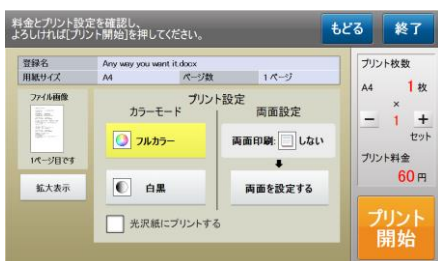 料金とプリント設定を確認し、
よろしければ[プリント開始]を押してください。
もどる 終了
登録名 Any way you want it.docx
用紙サイズ A4 ページ数 1 ページ
ファイル画像
1ページ目です
拡大表示
プリント設定
カラーモード 両面設定
フルカラー 両面印刷: しない
白黒 両面を設定する
光沢紙にプリントする
プリント枚数
A4 1 枚
×
− 1 +
セット
プリント料金
60 円
プリント
開始